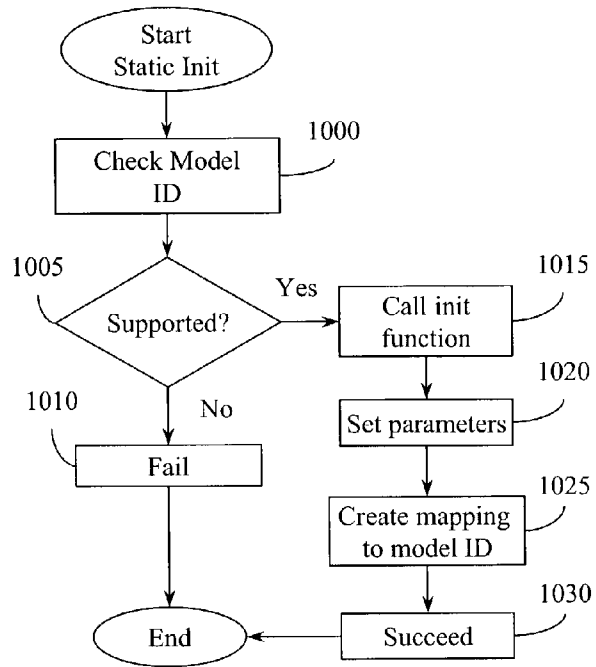 Start
Static Init
1000
Check Model
ID
1005
Supported?
Yes
1015
Call init
function
No
1020
Set parameters
1010
Fail
1025
Create mapping
to model ID
1030
Succeed
End